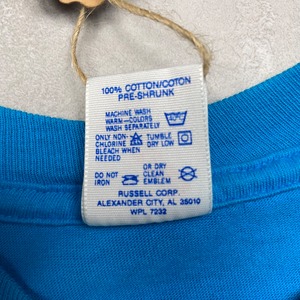 100% COTTON/COTON
PRE-SHRUNK
MACHINE WASH
WARM-COLORS
WASH SEPARATELY
ONLY NON-
CHLORINE
BLEACH WHEN
NEEDED
TUMBLE
DRY LOW
DO NOT
IRON
OR DRY
CLEAN
EMBLEM
RUSSELL CORP.
ALEXANDER CITY, AL 35010
WPL 7232